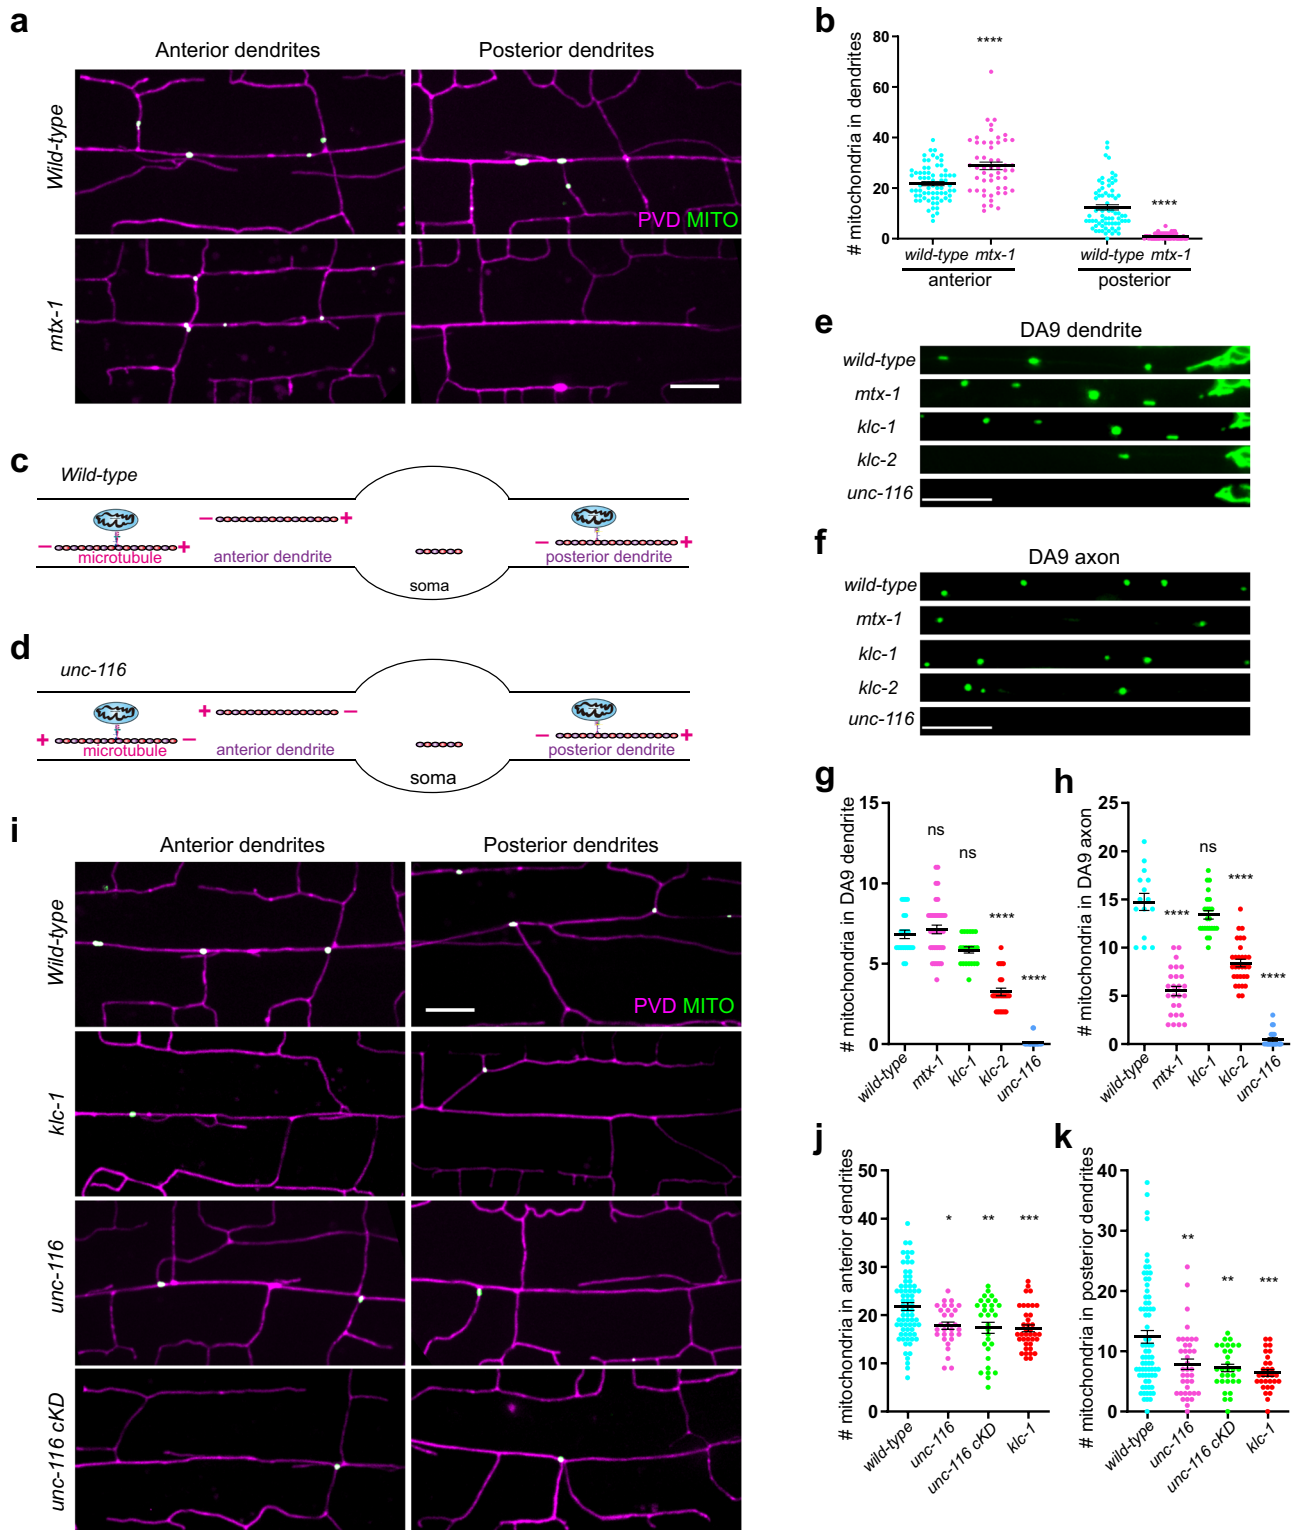 a
Anterior dendrites
Posterior dendrites
Wild-type
PVD MITO
mtx-1
b
# mitochondria in dendrites
80
60
40
20
0
****
****
wild-type mtx-1
wild-type mtx-1
anterior
posterior
c
Wild-type
− + − +
microtubule
anterior dendrite
soma
− +
posterior dendrite
d
unc-116
+ − + −
microtubule
anterior dendrite
soma
− +
posterior dendrite
e
DA9 dendrite
wild-type
mtx-1
klc-1
klc-2
unc-116
f
DA9 axon
wild-type
mtx-1
klc-1
klc-2
unc-116
g
# mitochondria in DA9 dendrite
15
10
5
0
ns
ns
****
****
wild-type
mtx-1
klc-1
klc-2
unc-116
h
# mitochondria in DA9 axon
25
20
15
10
5
0
****
ns
****
****
wild-type
mtx-1
klc-1
klc-2
unc-116
i
Anterior dendrites
Posterior dendrites
Wild-type
PVD MITO
klc-1
unc-116
unc-116 cKD
j
# mitochondria in anterior dendrites
50
40
30
20
10
0
*
**
***
wild-type
unc-116
unc-116 cKD
klc-1
k
# mitochondria in posterior dendrites
40
30
20
10
0
**
**
***
wild-type
unc-116
unc-116 cKD
klc-1